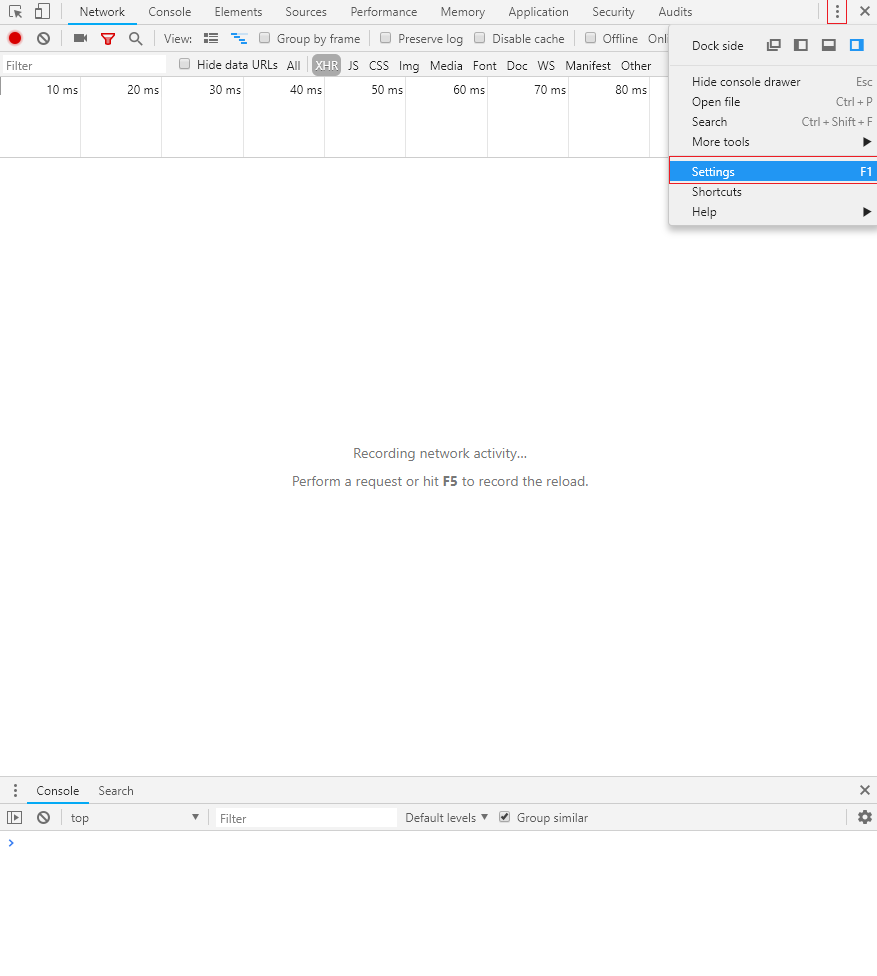 Network Console Elements Sources Performance Memory Application Security Audits
View: Group by frame Preserve log Disable cache Offline Onli
Filter Hide data URLs All XHR JS CSS Img Media Font Doc WS Manifest Other
10 ms 20 ms 30 ms 40 ms 50 ms 60 ms 70 ms 80 ms
Dock side
Hide console drawer Esc
Open file Ctrl + P
Search Ctrl + Shift + F
More tools
Settings F1
Shortcuts
Help
Recording network activity...
Perform a request or hit F5 to record the reload.
Console Search
top Filter Default levels Group similar